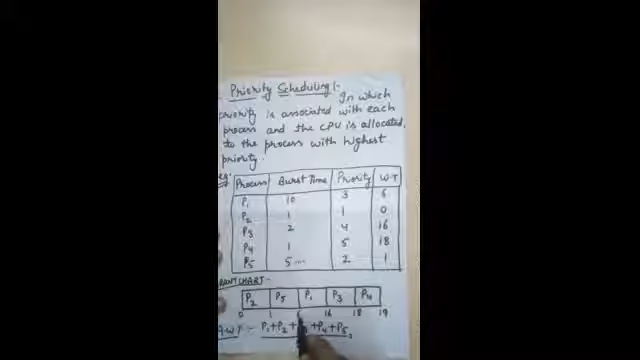 Priority Scheduling :-
In which
priority is associated with each
process and the CPU is allocated
to the process with highest
priority.
eg.
Process Burst Time Priority W.T
P1 10 3 6
P2 1 1 0
P3 2 4 16
P4 1 5 18
P5 5 2 1
GANTT CHART:-
P2 P5 P1 P3 P4
0 1 16 18 19
A.W.T :- P1+P2+ +P4+P5